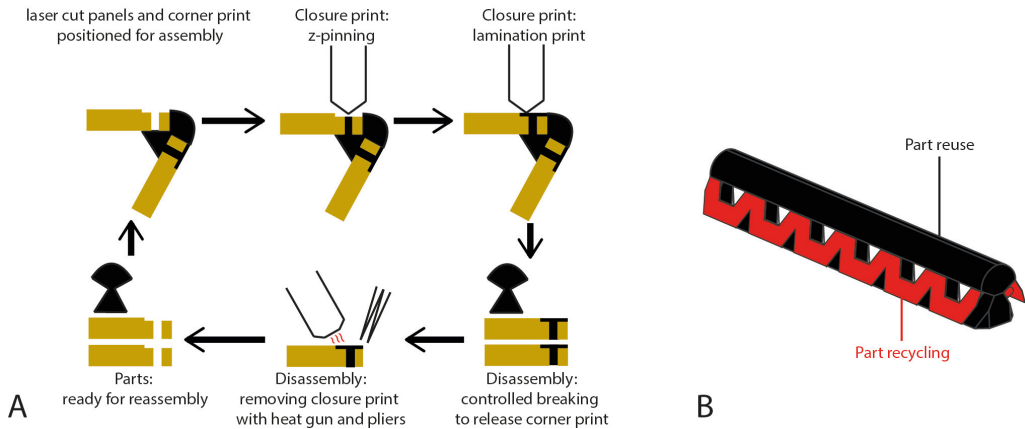 laser cut panels and corner print
positioned for assembly
Closure print:
z-pinning
Closure print:
lamination print
Parts:
ready for reassembly
Disassembly:
removing closure print
with heat gun and pliers
Disassembly:
controlled breaking
to release corner print
A
Part reuse
Part recycling
B